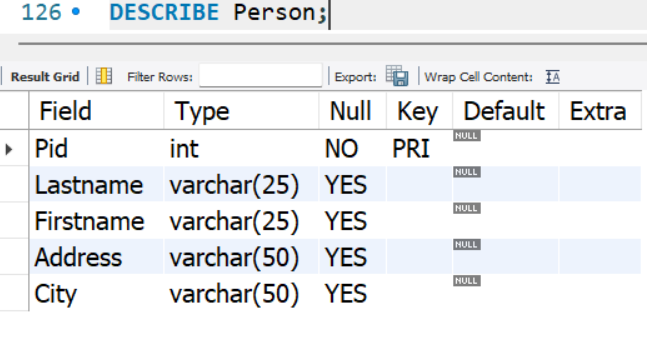 126 DESCRIBE Person;
Result Grid Filter Rows: Export: Wrap Cell Content: IA
Field Type Null Key Default Extra
Pid int NO PRI NULL
Lastname varchar(25) YES NULL
Firstname varchar(25) YES NULL
Address varchar(50) YES NULL
City varchar(50) YES NULL